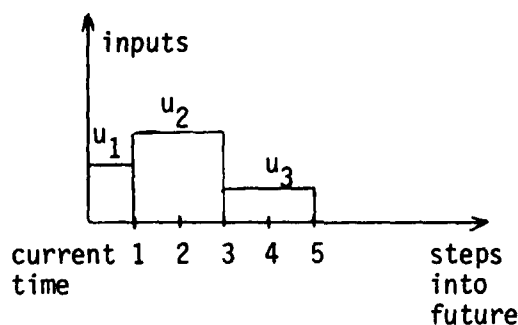 inputs
u2
u1
u3
current 1 2 3 4 5 steps
time into
future